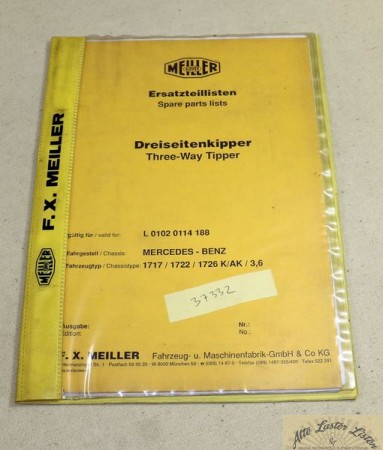 MEILLER
Ersatzteillisten
Spare parts lists
Dreiseitenkipper
Three-Way Tipper
gültig für / valid for: L 0102 0114 188
Fahrgestell / Chassis: MERCEDES - BENZ
Fahrzeugtyp / Chassistype: 1717 / 1722 / 1726 K/AK / 3,6
37332
Ausgabe: Nr.:
Edition: No.:
F. X. MEILLER Fahrzeug- u. Maschinenfabrik-GmbH & Co KG
MEILLER F. X. MEILLER
Alte Laster Listen